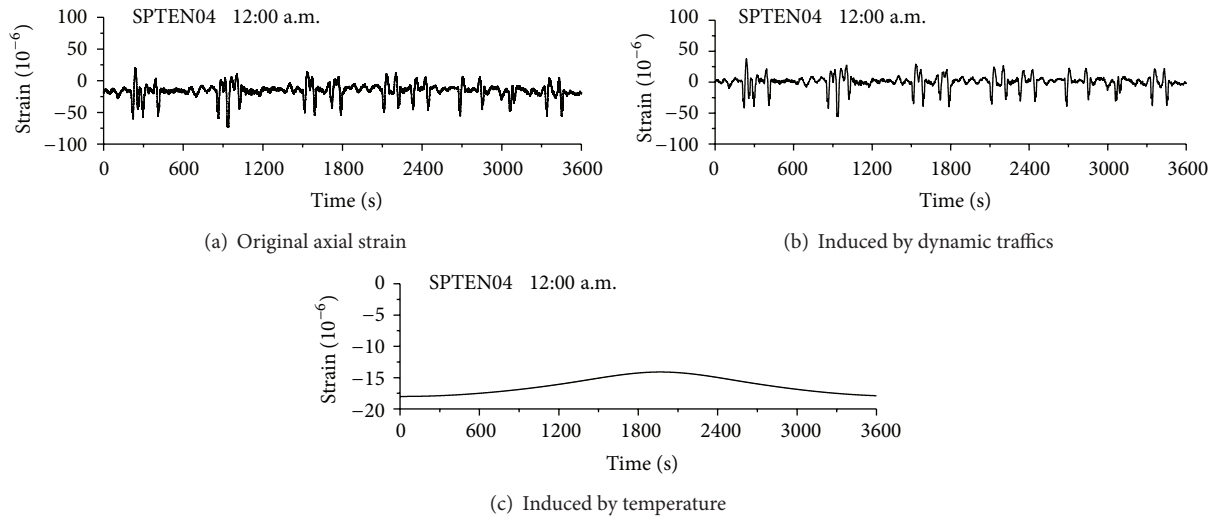 SPTEN04 12:00 a.m.
100
50
0
−50
−100
Strain (10−6)
0 600 1200 1800 2400 3000 3600
Time (s)
(a) Original axial strain
SPTEN04 12:00 a.m.
100
50
0
−50
−100
Strain (10−6)
0 600 1200 1800 2400 3000 3600
Time (s)
(b) Induced by dynamic traffics
SPTEN04 12:00 a.m.
0
−5
−10
−15
−20
Strain (10−6)
0 600 1200 1800 2400 3000 3600
Time (s)
(c) Induced by temperature